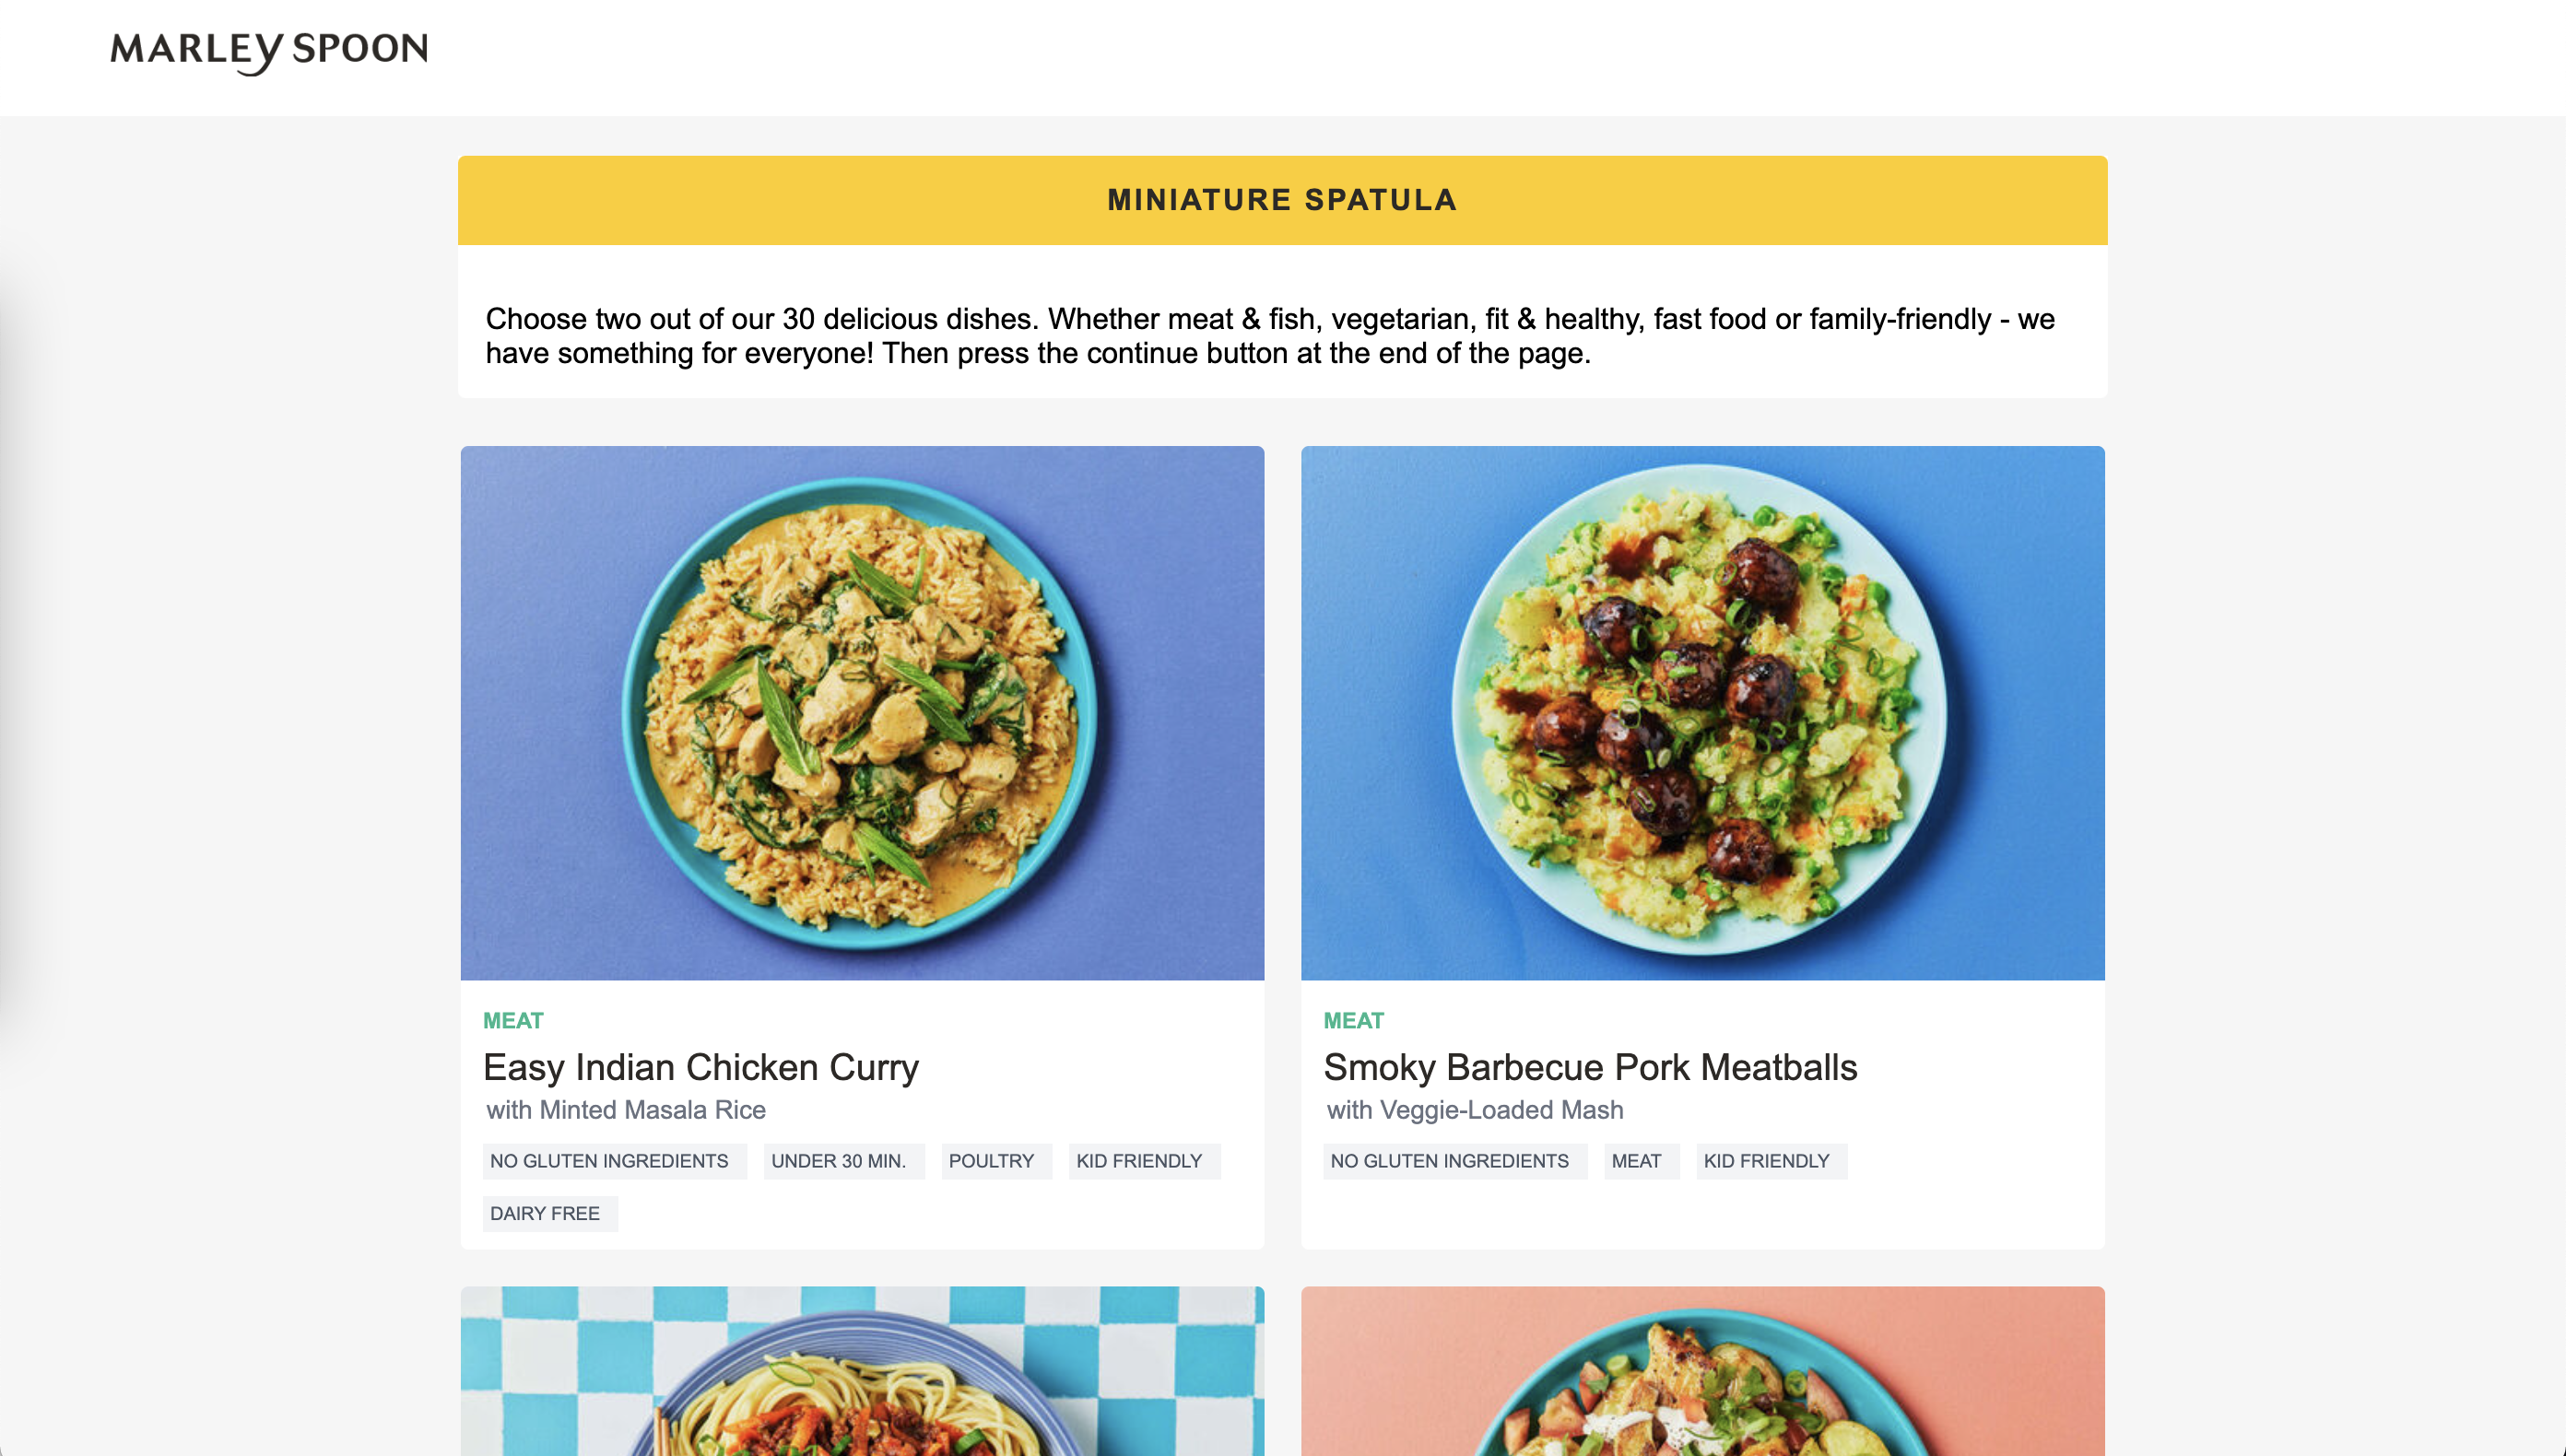 MARLEY SPOON
MINIATURE SPATULA
Choose two out of our 30 delicious dishes. Whether meat & fish, vegetarian, fit & healthy, fast food or family-friendly - we
have something for everyone! Then press the continue button at the end of the page.
MEAT
Easy Indian Chicken Curry
with Minted Masala Rice
NO GLUTEN INGREDIENTS UNDER 30 MIN. POULTRY KID FRIENDLY
DAIRY FREE
MEAT
Smoky Barbecue Pork Meatballs
with Veggie-Loaded Mash
NO GLUTEN INGREDIENTS MEAT KID FRIENDLY